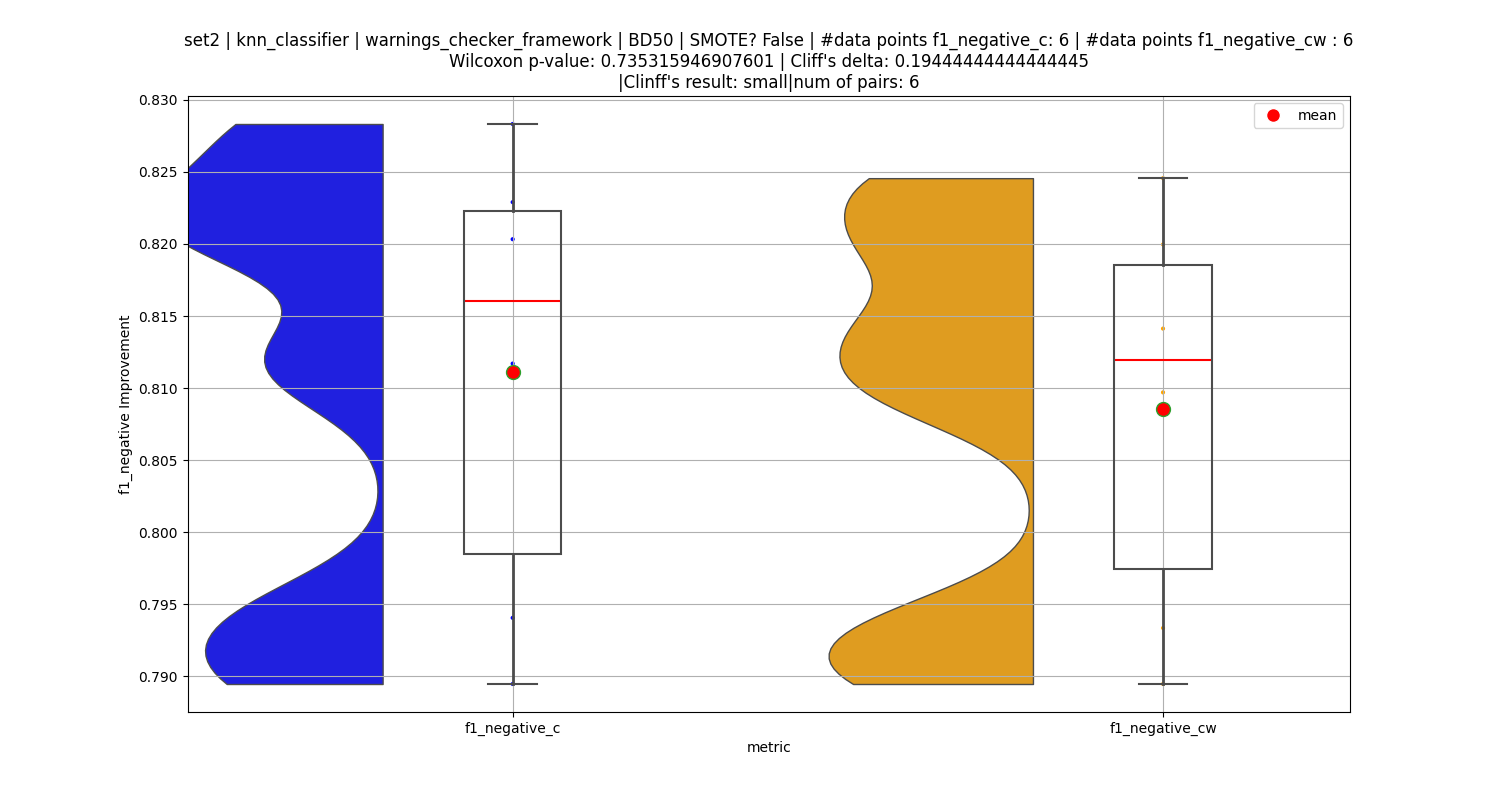 set2 | knn_classifier | warnings_checker_framework | BD50 | SMOTE? False | #data points f1_negative_c: 6 | #data points f1_negative_cw : 6
Wilcoxon p-value: 0.735315946907601 | Cliff's delta: 0.19444444444444445
|Clinff's result: small|num of pairs: 6
mean
0.830
0.825
0.820
0.815
0.810
0.805
0.800
0.795
0.790
f1_negative Improvement
f1_negative_c
f1_negative_cw
metric